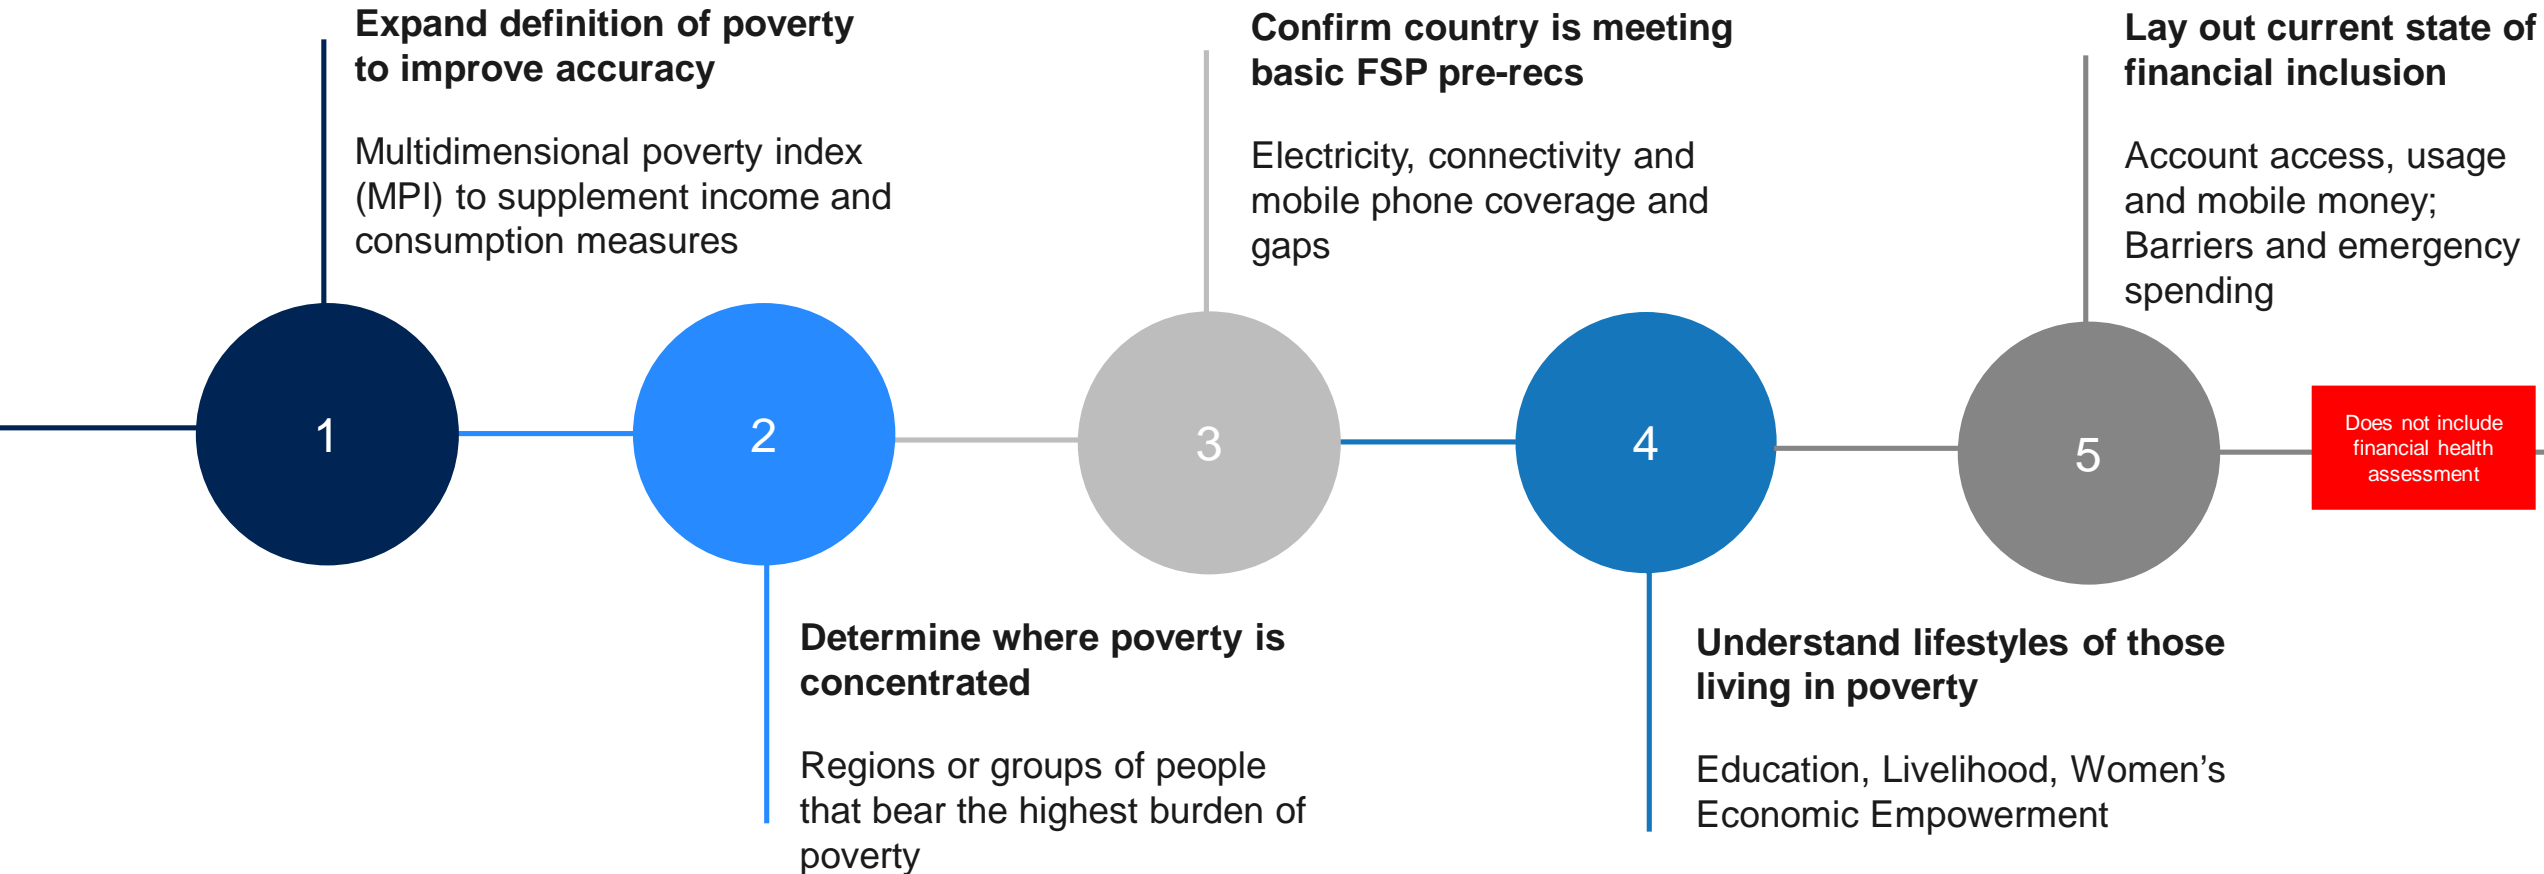 Expand definition of poverty
to improve accuracy
Multidimensional poverty index
(MPI) to supplement income and
consumption measures
Confirm country is meeting
basic FSP pre-recs
Electricity, connectivity and
mobile phone coverage and
gaps
Lay out current state of
financial inclusion
Account access, usage
and mobile money;
Barriers and emergency
spending
1
2
3
4
5
Does not include
financial health
assessment
Determine where poverty is
concentrated
Regions or groups of people
that bear the highest burden of
poverty
Understand lifestyles of those
living in poverty
Education, Livelihood, Women’s
Economic Empowerment